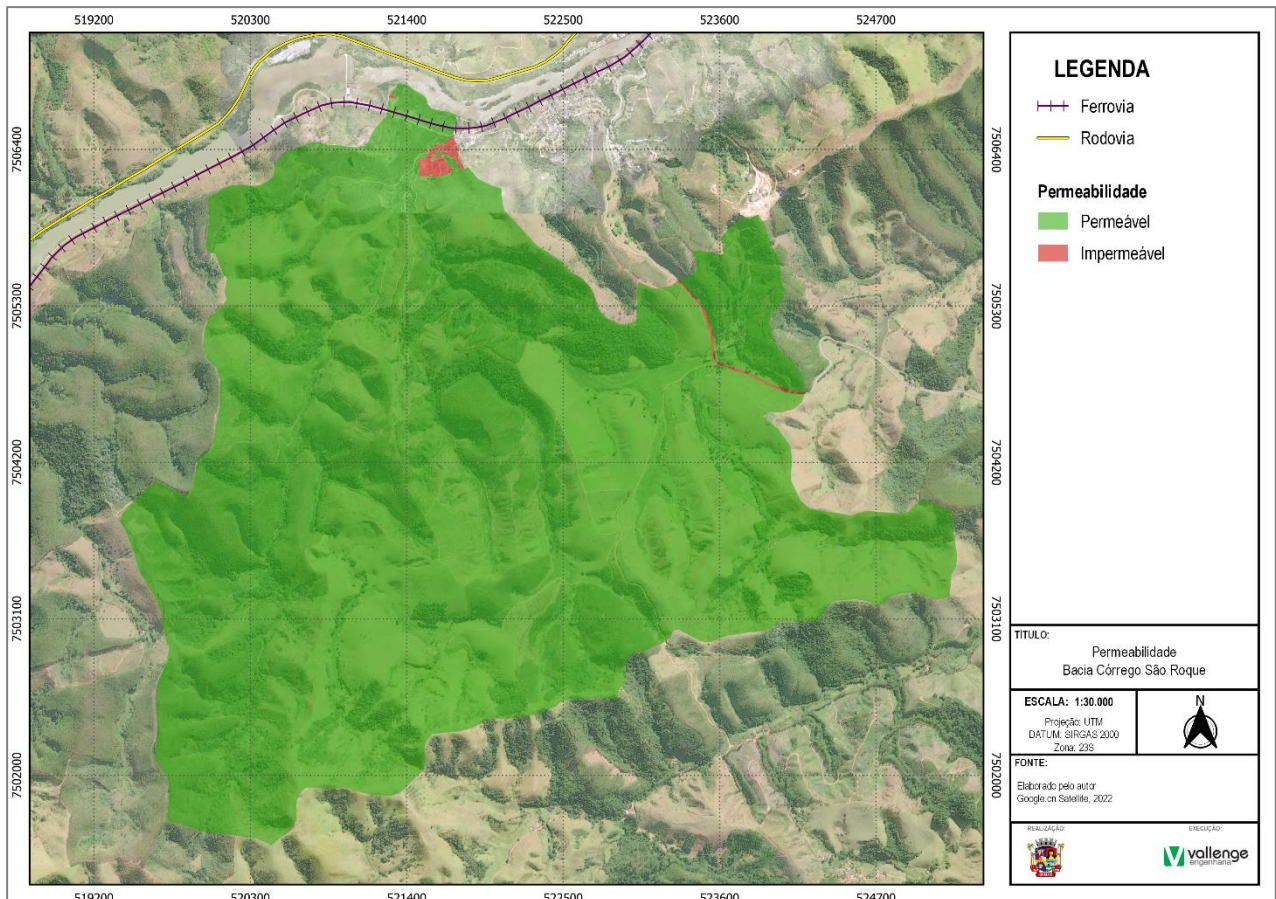 519200 520300 521400 522500 523600 524700
7506400 7506400
7505300 7505300
7504200 7504200
7503100 7503100
7502000 7502000
519200 520300 521400 522500 523600 524700
LEGENDA
Ferrovia
Rodovia
Permeabilidade
Permeável
Impermeável
TÍTULO:
Permeabilidade
Bacia Córrego São Roque
ESCALA: 1:30.000
Projeção: UTM
DATUM: SIRGAS 2000
Zona: 23S
N
FONTE:
Elaborado pelo autor
Google.cn Satellite, 2022
REALIZAÇÃO:
EXECUÇÃO:
vallenge
engenharia